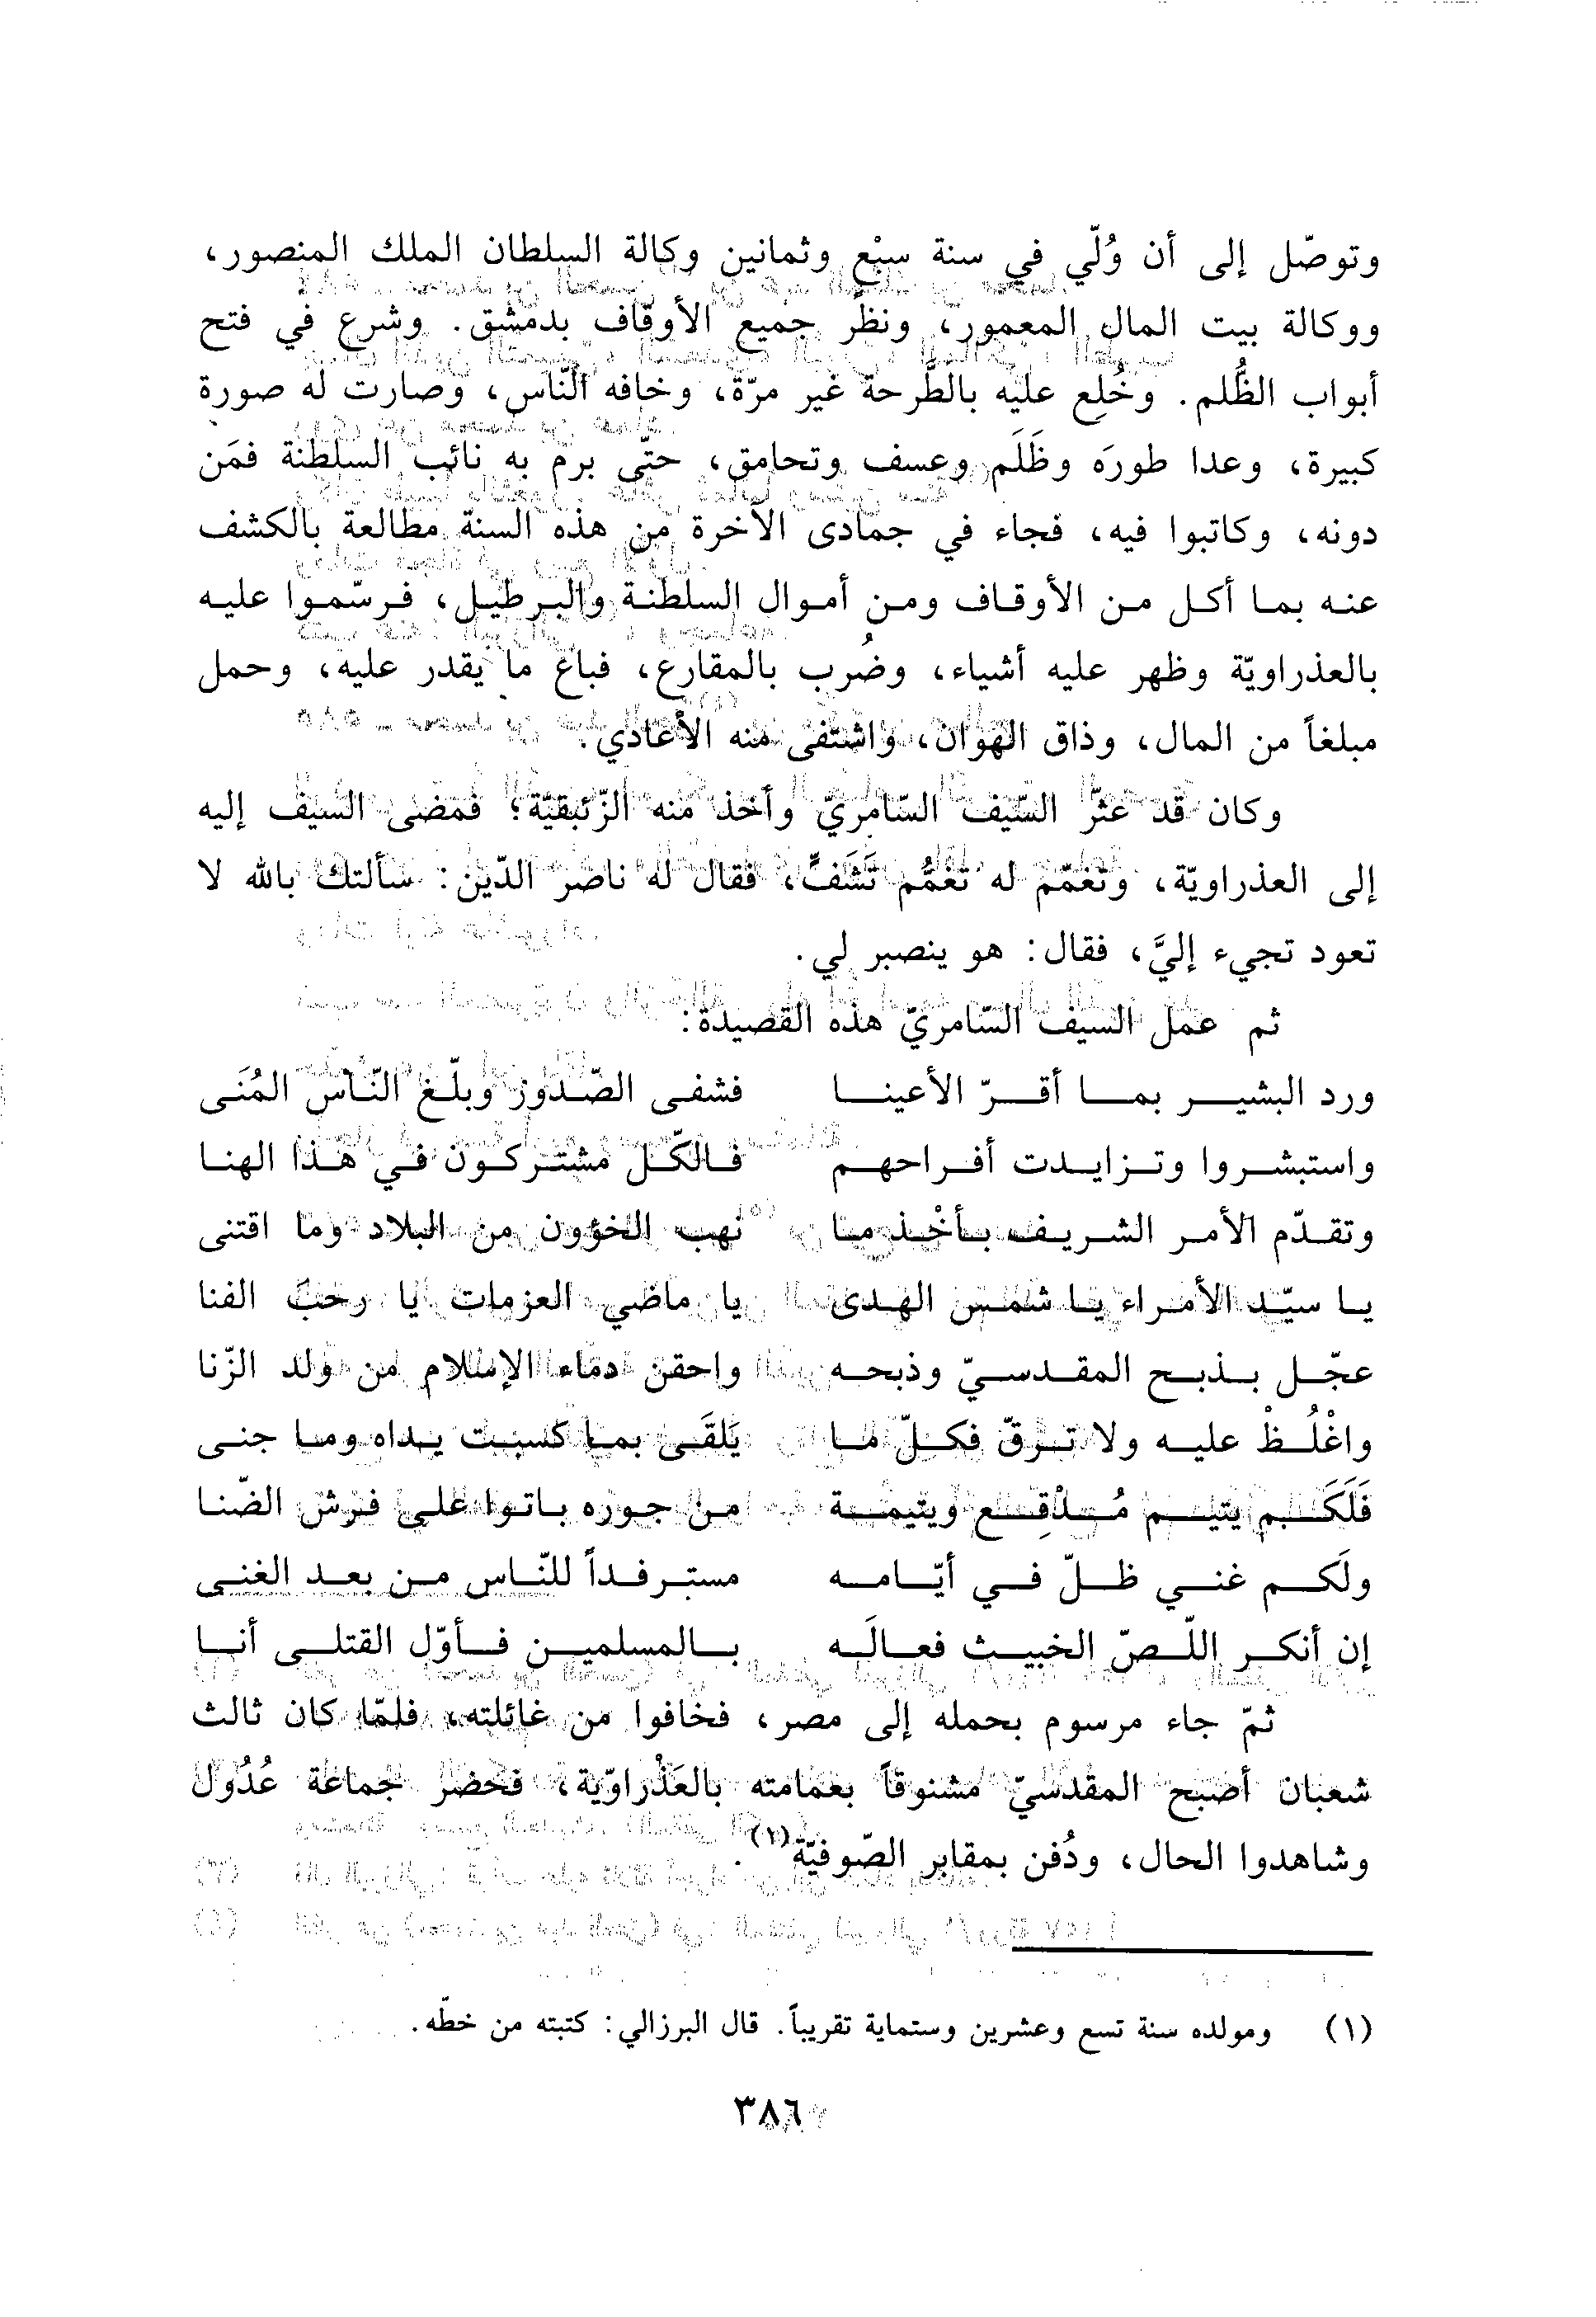 وتوصّل إلى أن وُلّي في سنة سبْع وثمانين وكالة السلطان الملك المنصور،
ووكالة بيت المال المعمور، ونظر جميع الأوقاف بدمشق. وشرع في فتح
أبواب الظُّلم. وخُلع عليه بالطَّرحة غير مرّة، وخافه النّاس، وصارت له صورة
كبيرة، وعدا طورَه وظَلَم وعسف وتحامق، حتّى برم به نائب السلطنة فمَن
دونه، وكاتبوا فيه، فجاء في جمادى الآخرة من هذه السنة مطالعة بالكشف
عنه بما أكل من الأوقاف ومن أموال السلطنة والبرطيل، فرسّموا عليه
بالعذراويّة وظهر عليه أشياء، وضُرب بالمقارع، فباع ما يقدر عليه، وحمل
مبلغاً من المال، وذاق الهوان، واشتفى منه الأعادي.
وكان قد عثّر السّيف السّامريّ وأخذ منه الزّنبقيّة؛ فمضى السيف إليه
إلى العذراويّة، وتغمّم له تغمُّم تَشَفٍّ، فقال له ناصر الدّين: سألتك بالله لا
تعود تجيء إليَّ، فقال: هو ينصبر لي.
ثم عمل السيف السّامريّ هذه القصيدة:
ورد البشير بما أقرّ الأعينا فشفى الصّدور وبلّغ النّاس المُنَى
واستبشروا وتزايدت أفراحهم فالكّل مشتركون في هذا الهنا
وتقدّم الأمر الشريف بأخْذ ما نهب الخؤون من البلاد وما اقتنى
يا سيّد الأمراء يا شمس الهدى يا ماضي العزمات يا رحب الفنا
عجّل بذبح المقدسيّ وذبحه واحقن دماء الإسلام من ولد الزّنا
واغْلُظْ عليه ولا ترقّ فكلّ ما يَلقَى بما كسبت يداه وما جنى
فَلَكَم يتيم مُدْقِع ويتيمة من جوره باتوا على فرش الضّنا
ولَكم غني ظلّ في أيّامه مسترفداً للنّاس من بعد الغنى
إن أنكر اللّصّ الخبيث فعالَه بالمسلمين فأوّل القتلى أنا
ثمّ جاء مرسوم بحمله إلى مصر، فخافوا من غائلته، فلمّا كان ثالث
شعبان أصبح المقدسيّ مشنوقاً بعمامته بالعَذْراوّية، فحضر جماعة عُدُول
وشاهدوا الحال، ودُفن بمقابر الصّوفيّة(١).
(١) ومولده سنة تسع وعشرين وستماية تقريباً. قال البرزالي: كتبته من خطّه.
٣٨٦